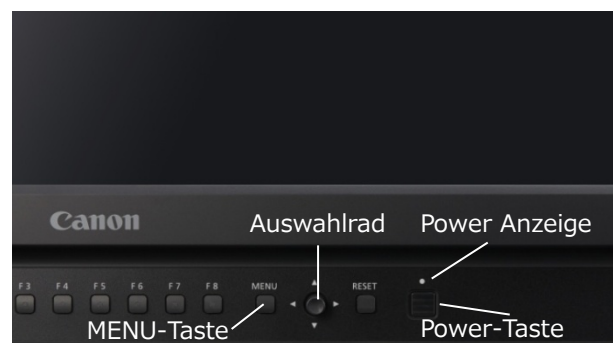 Canon
Auswahlrad
Power Anzeige
F3 F4 F5 F6 F7 F8 MENU RESET
MENU-Taste
Power-Taste